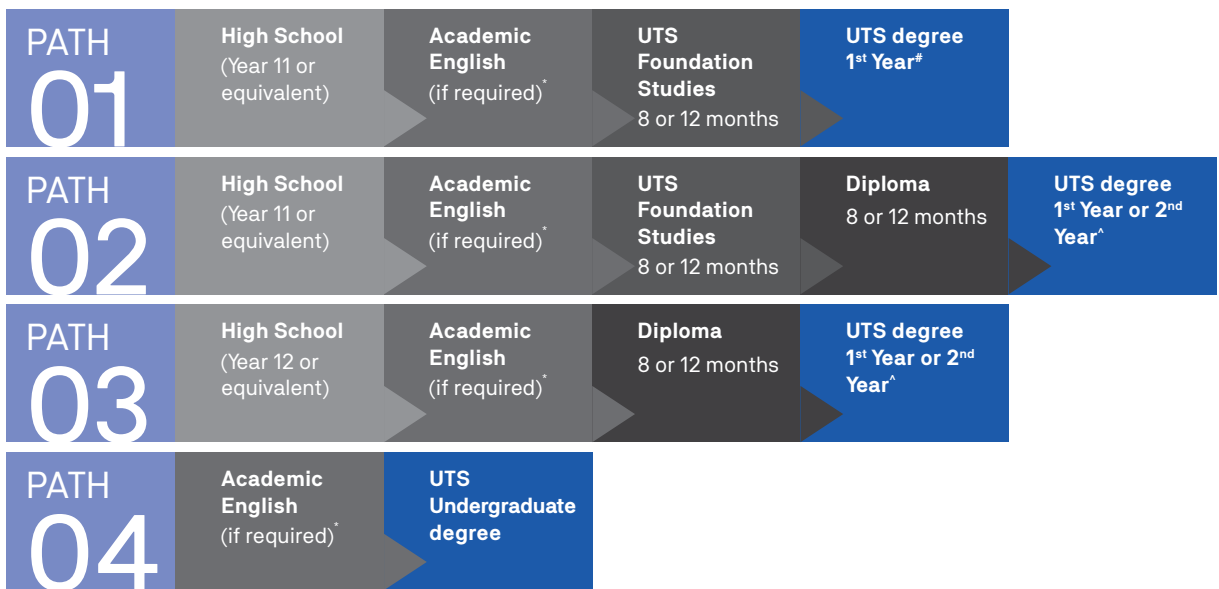 PATH
01
High School
(Year 11 or
equivalent)
Academic
English
(if required)*
UTS
Foundation
Studies
8 or 12 months
UTS degree
1st Year#
PATH
02
High School
(Year 11 or
equivalent)
Academic
English
(if required)*
UTS
Foundation
Studies
8 or 12 months
Diploma
8 or 12 months
UTS degree
1st Year or 2nd
Year^
PATH
03
High School
(Year 12 or
equivalent)
Academic
English
(if required)*
Diploma
8 or 12 months
UTS degree
1st Year or 2nd
Year^
PATH
04
Academic
English
(if required)*
UTS
Undergraduate
degree